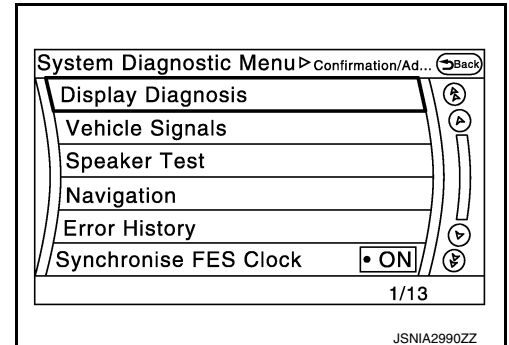 System Diagnostic Menu ▷ Confirmation/Ad... Back
Display Diagnosis
Vehicle Signals
Speaker Test
Navigation
Error History
Synchronise FES Clock • ON
1/13
JSNIA2990ZZ